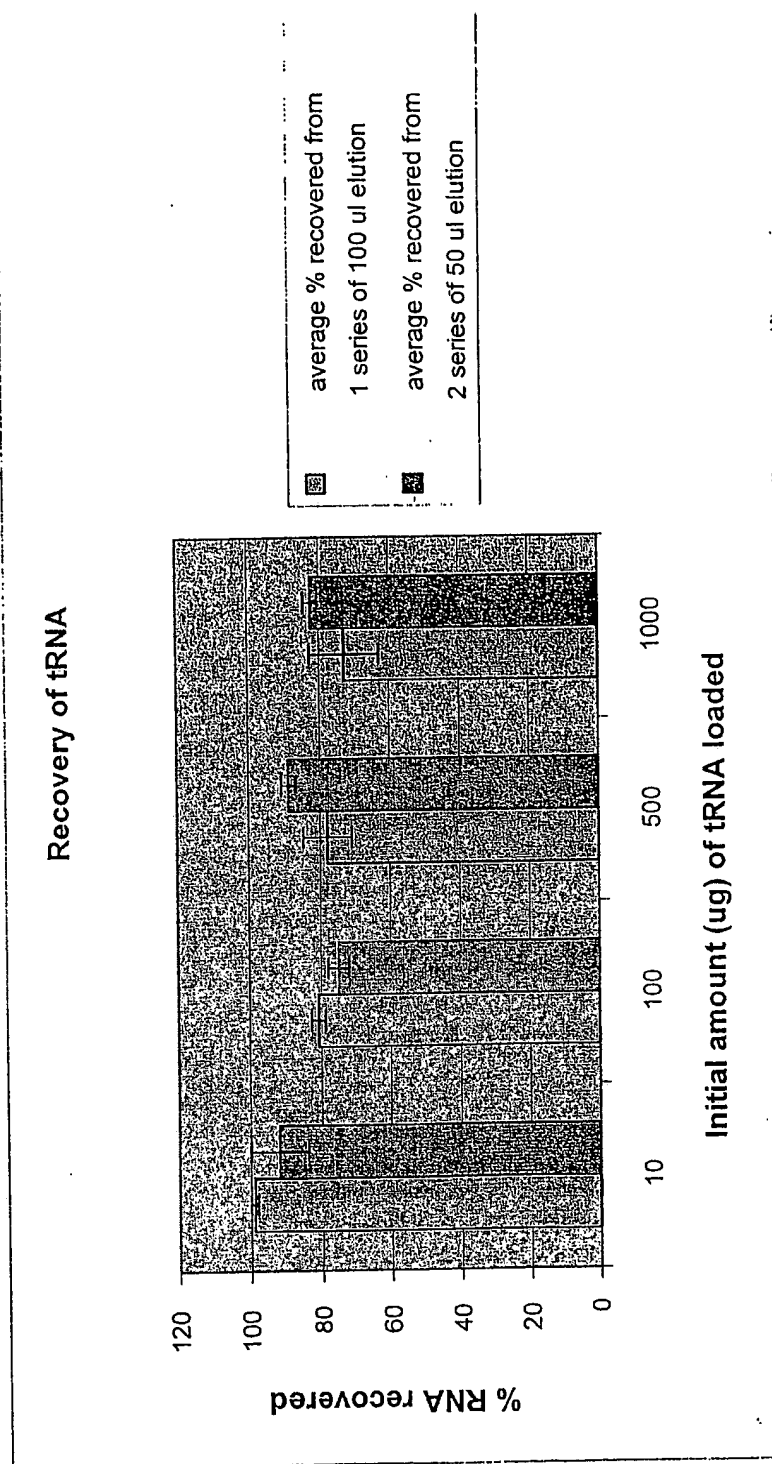 Recovery of tRNA
120
100
80
60
40
20
0
% RNA recovered
10
100
500
1000
Initial amount (ug) of tRNA loaded
average % recovered from
1 series of 100 ul elution
average % recovered from
2 series of 50 ul elution